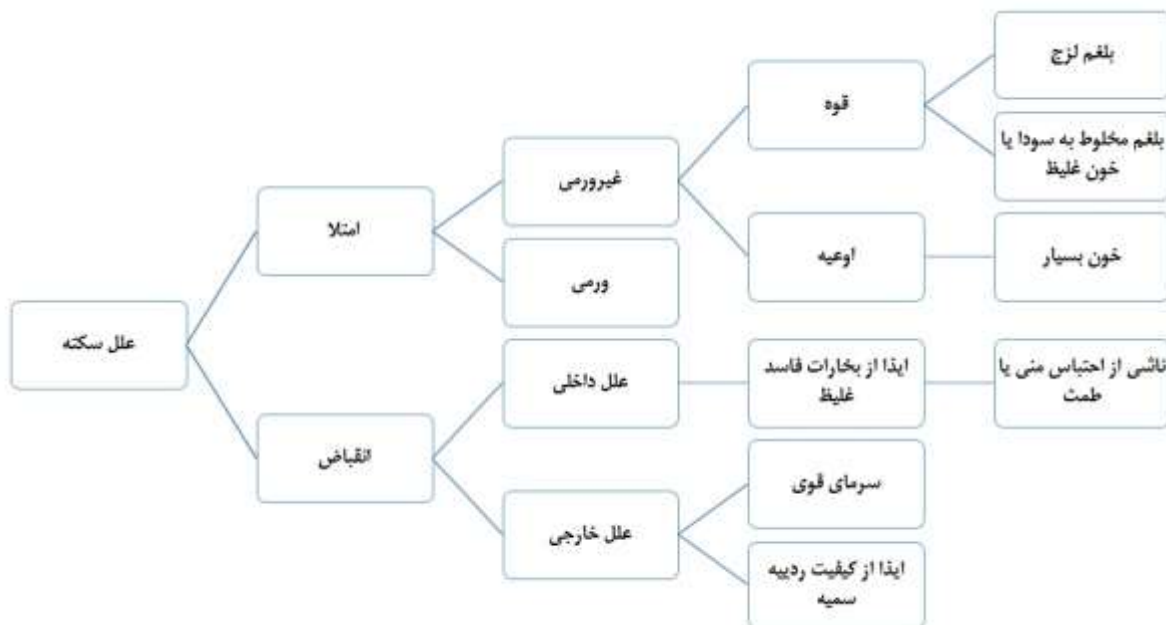 علل سکته
امتلا
انقباض
غیرورمی
ورمی
علل داخلی
علل خارجی
قوه
اوعیه
ایذا از بخارات فاسد
غلیظ
سرمای قوی
ایذا از کیفیت ردییه
سمیه
بلغم لزج
بلغم مخلوط به سودا یا
خون غلیظ
خون بسیار
ناشی از احتباس منی یا
طمث